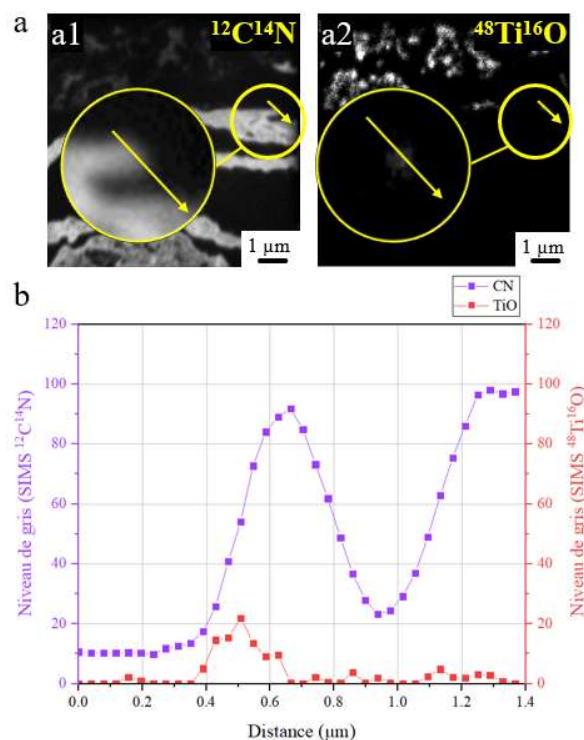 a
a1
¹²C¹⁴N
a2
⁴⁸Ti¹⁶O
1 µm
1 µm
b
CN
TiO
120
100
80
60
40
20
0
Niveau de gris (SIMS ¹²C¹⁴N)
120
100
80
60
40
20
0
Niveau de gris (SIMS ⁴⁸Ti¹⁶O)
0.0 0.2 0.4 0.6 0.8 1.0 1.2 1.4
Distance (µm)